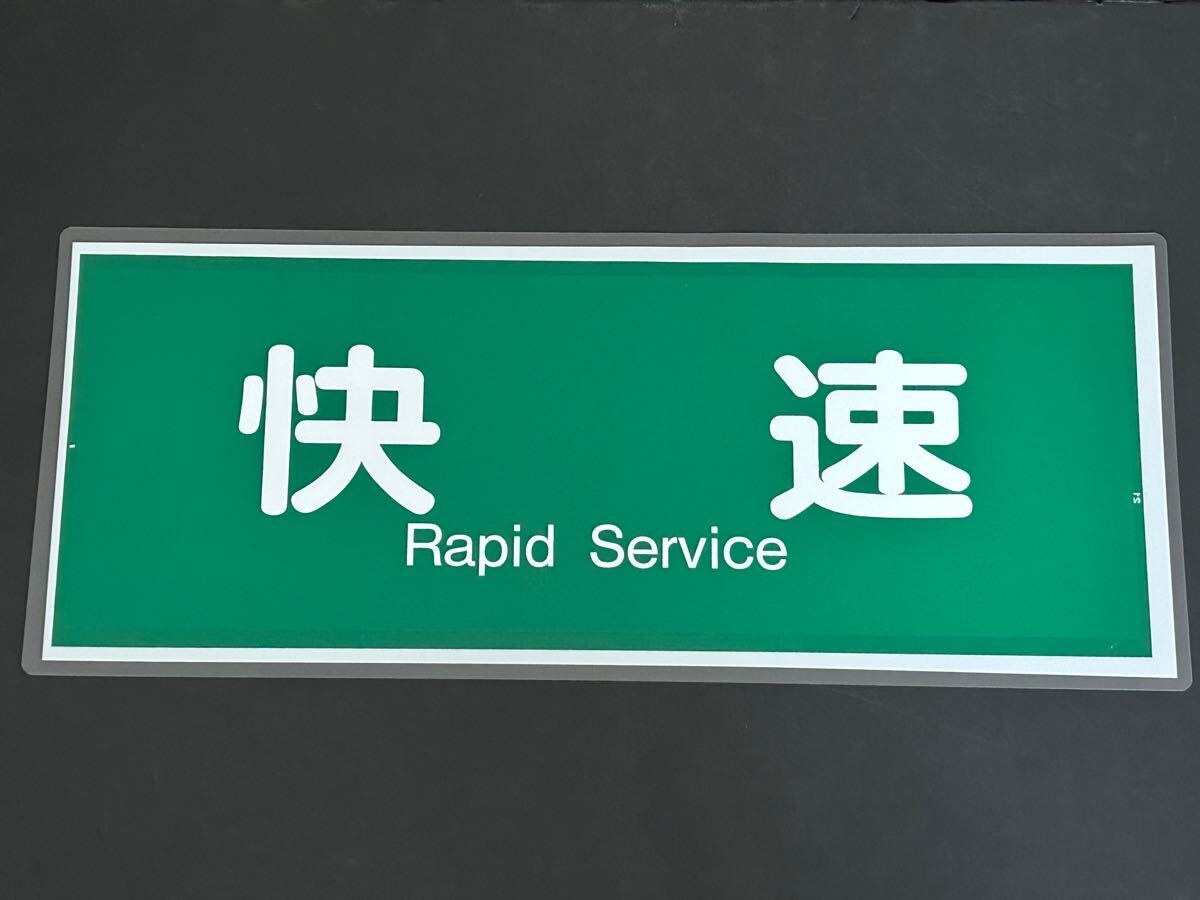 快速
Rapid Service